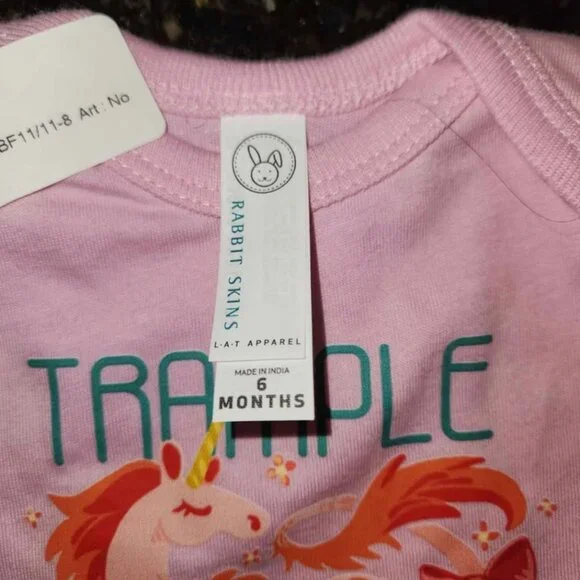 BF11/11-8 Art: No
RABBIT SKINS
L·A·T APPAREL
MADE IN INDIA
6
MONTHS
TRAMPLE